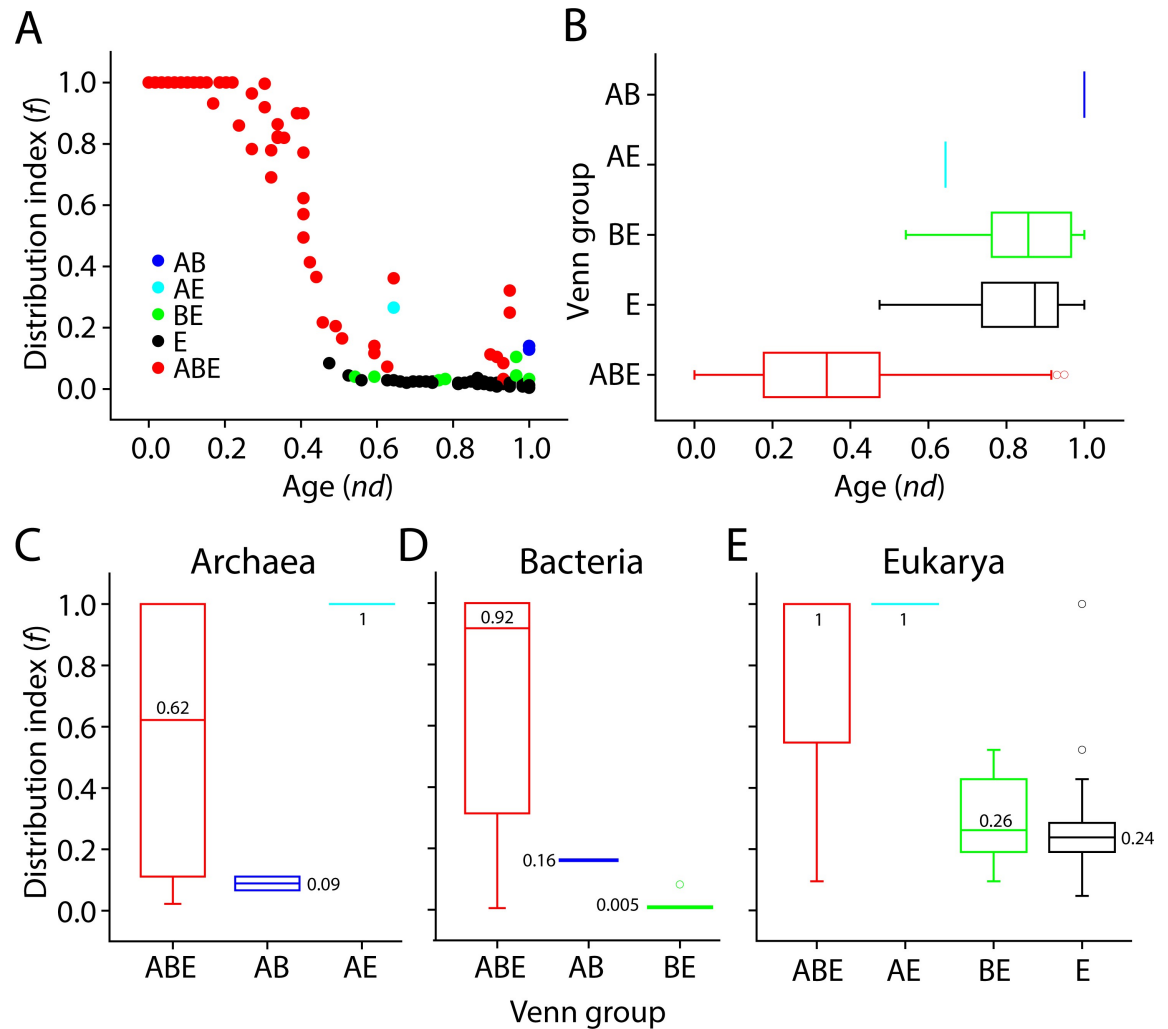 A
Distribution index (f)
1.0
0.8
0.6
0.4
0.2
0.0
AB
AE
BE
E
ABE
0.0 0.2 0.4 0.6 0.8 1.0
Age (nd)
B
Venn group
AB
AE
BE
E
ABE
0.0 0.2 0.4 0.6 0.8 1.0
Age (nd)
C
Archaea
Distribution index (f)
1.0
0.8
0.6
0.4
0.2
0.0
0.62
0.09
1
ABE AB AE
D
Bacteria
0.92
0.16
0.005
ABE AB BE
E
Eukarya
1
1
0.26
0.24
ABE AE BE E
Venn group